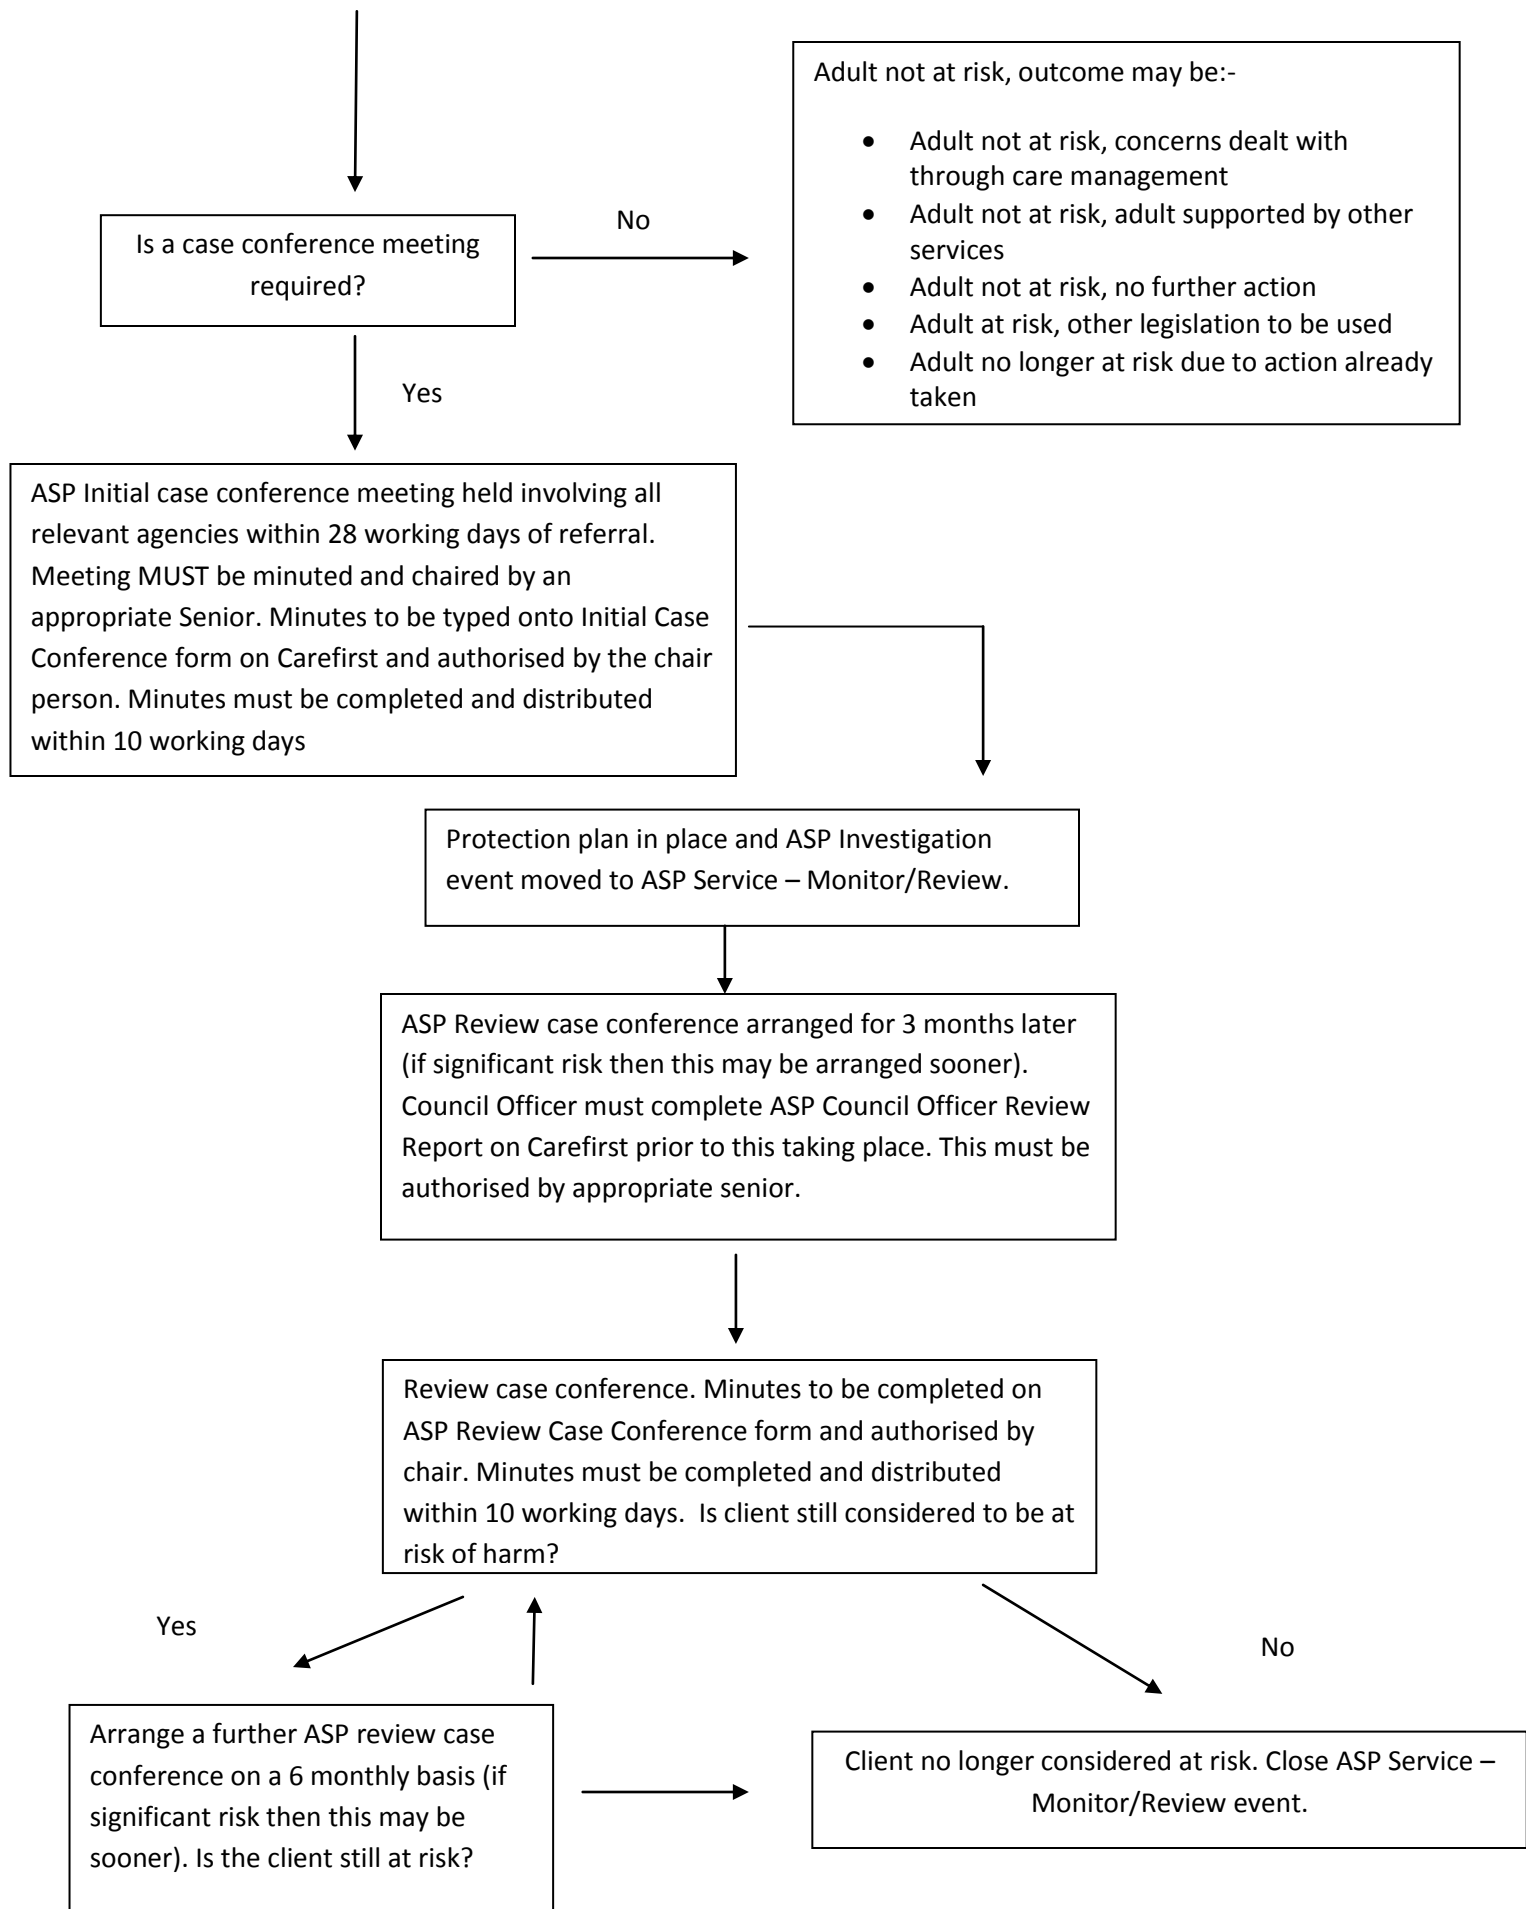 Adult not at risk, outcome may be:-
• Adult not at risk, concerns dealt with
through care management
• Adult not at risk, adult supported by other
services
• Adult not at risk, no further action
• Adult at risk, other legislation to be used
• Adult no longer at risk due to action already
taken
No
Is a case conference meeting
required?
Yes
ASP Initial case conference meeting held involving all
relevant agencies within 28 working days of referral.
Meeting MUST be minuted and chaired by an
appropriate Senior. Minutes to be typed onto Initial Case
Conference form on Carefirst and authorised by the chair
person. Minutes must be completed and distributed
within 10 working days
Protection plan in place and ASP Investigation
event moved to ASP Service – Monitor/Review.
ASP Review case conference arranged for 3 months later
(if significant risk then this may be arranged sooner).
Council Officer must complete ASP Council Officer Review
Report on Carefirst prior to this taking place. This must be
authorised by appropriate senior.
Review case conference. Minutes to be completed on
ASP Review Case Conference form and authorised by
chair. Minutes must be completed and distributed
within 10 working days.  Is client still considered to be at
risk of harm?
Yes
No
Arrange a further ASP review case
conference on a 6 monthly basis (if
significant risk then this may be
sooner). Is the client still at risk?
Client no longer considered at risk. Close ASP Service –
Monitor/Review event.